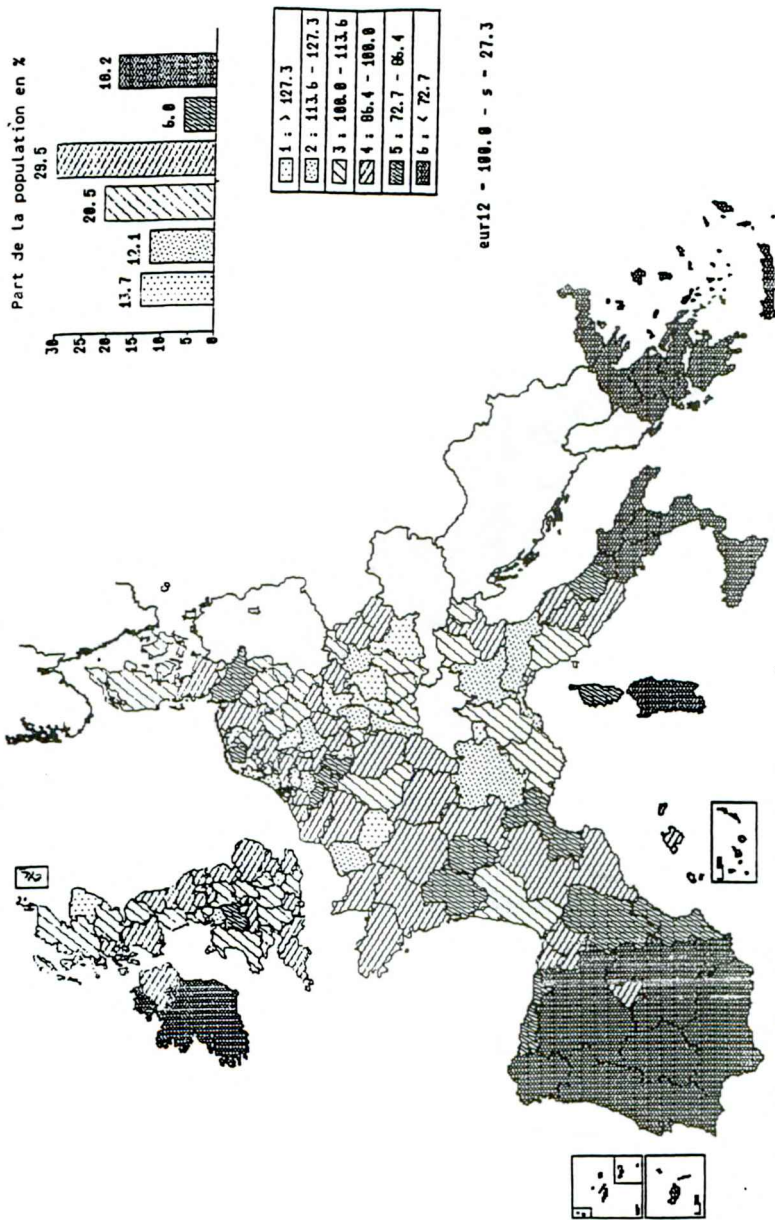 Part de la population en %
30
25
20
15
10
5
0
13.7
12.1
20.5
29.5
6.0
18.2
1 : > 127.3
2 : 113.6 - 127.3
3 : 100.0 - 113.6
4 : 86.4 - 100.0
5 : 72.7 - 86.4
6 : < 72.7
eur12 - 100.0 - s - 27.3